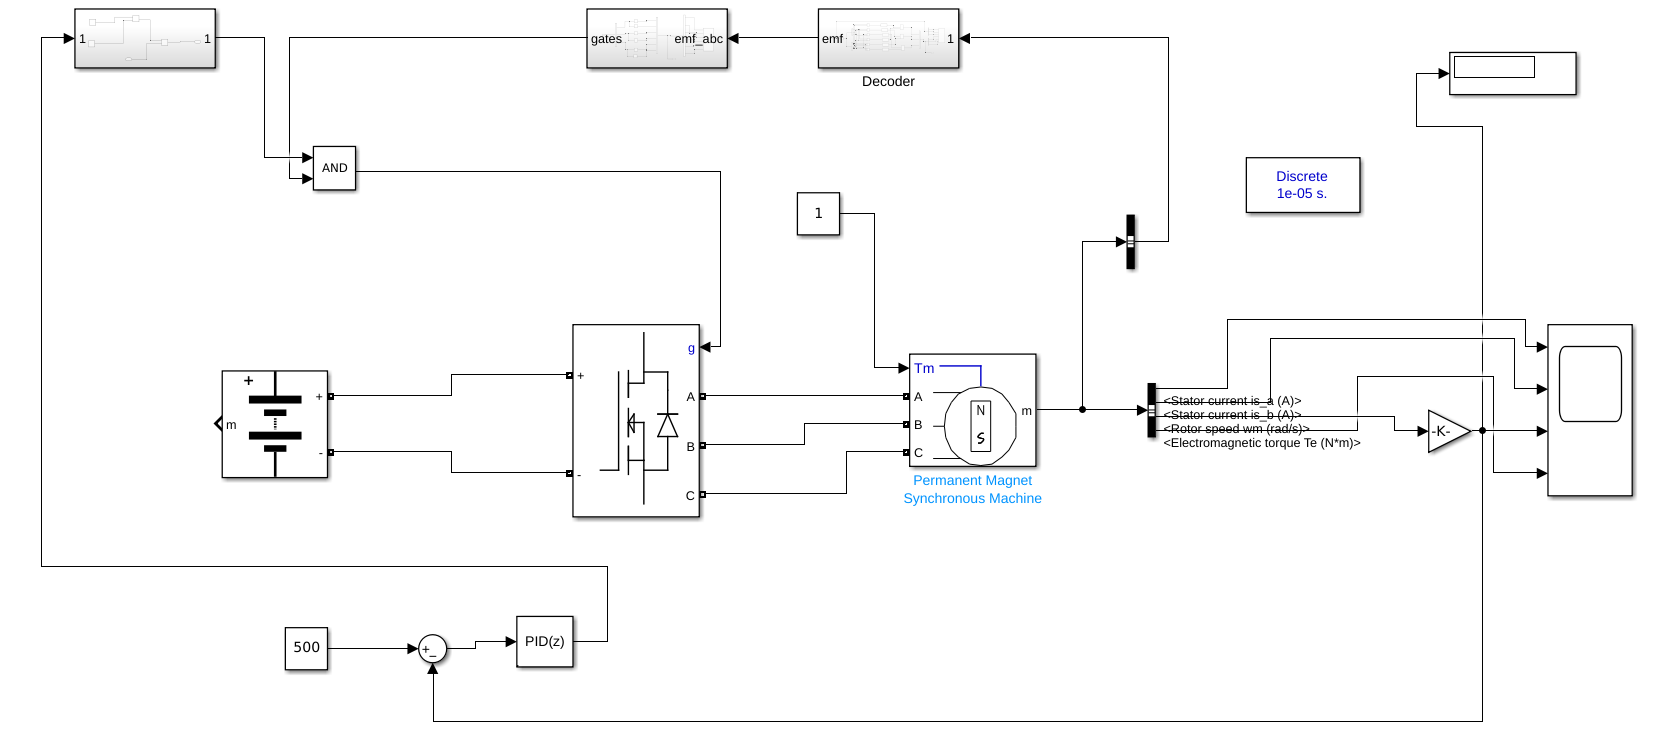 1 1
gates emf_abc
emf 1
Decoder
AND
Discrete
1e-05 s.
1
g
+ + +
m
- -
A
B
C
Tm
A
B
C
N
S
m
Permanent Magnet
Synchronous Machine
<Stator current is_a (A)>
<Stator current is_b (A)>
<Rotor speed wm (rad/s)>
<Electromagnetic torque Te (N*m)>
-K-
500
+
−
PID(z)